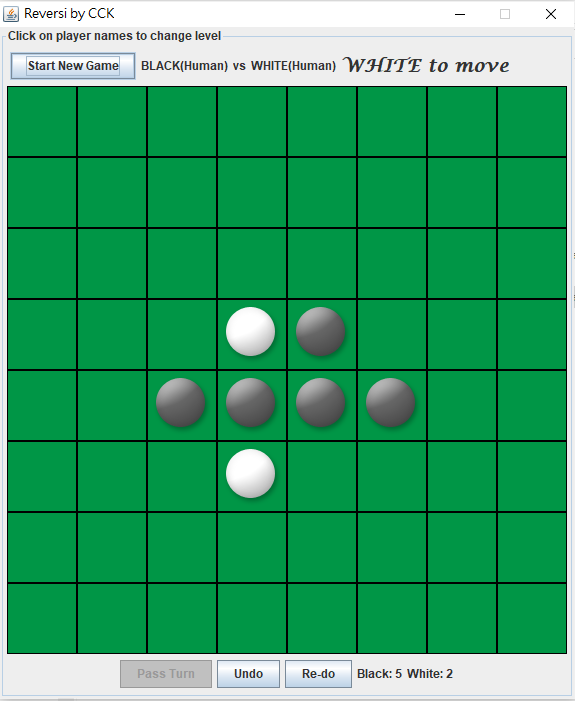 Reversi by CCK
Click on player names to change level
Start New Game BLACK(Human) vs WHITE(Human) WHITE to move
Pass Turn Undo Re-do Black: 5 White: 2